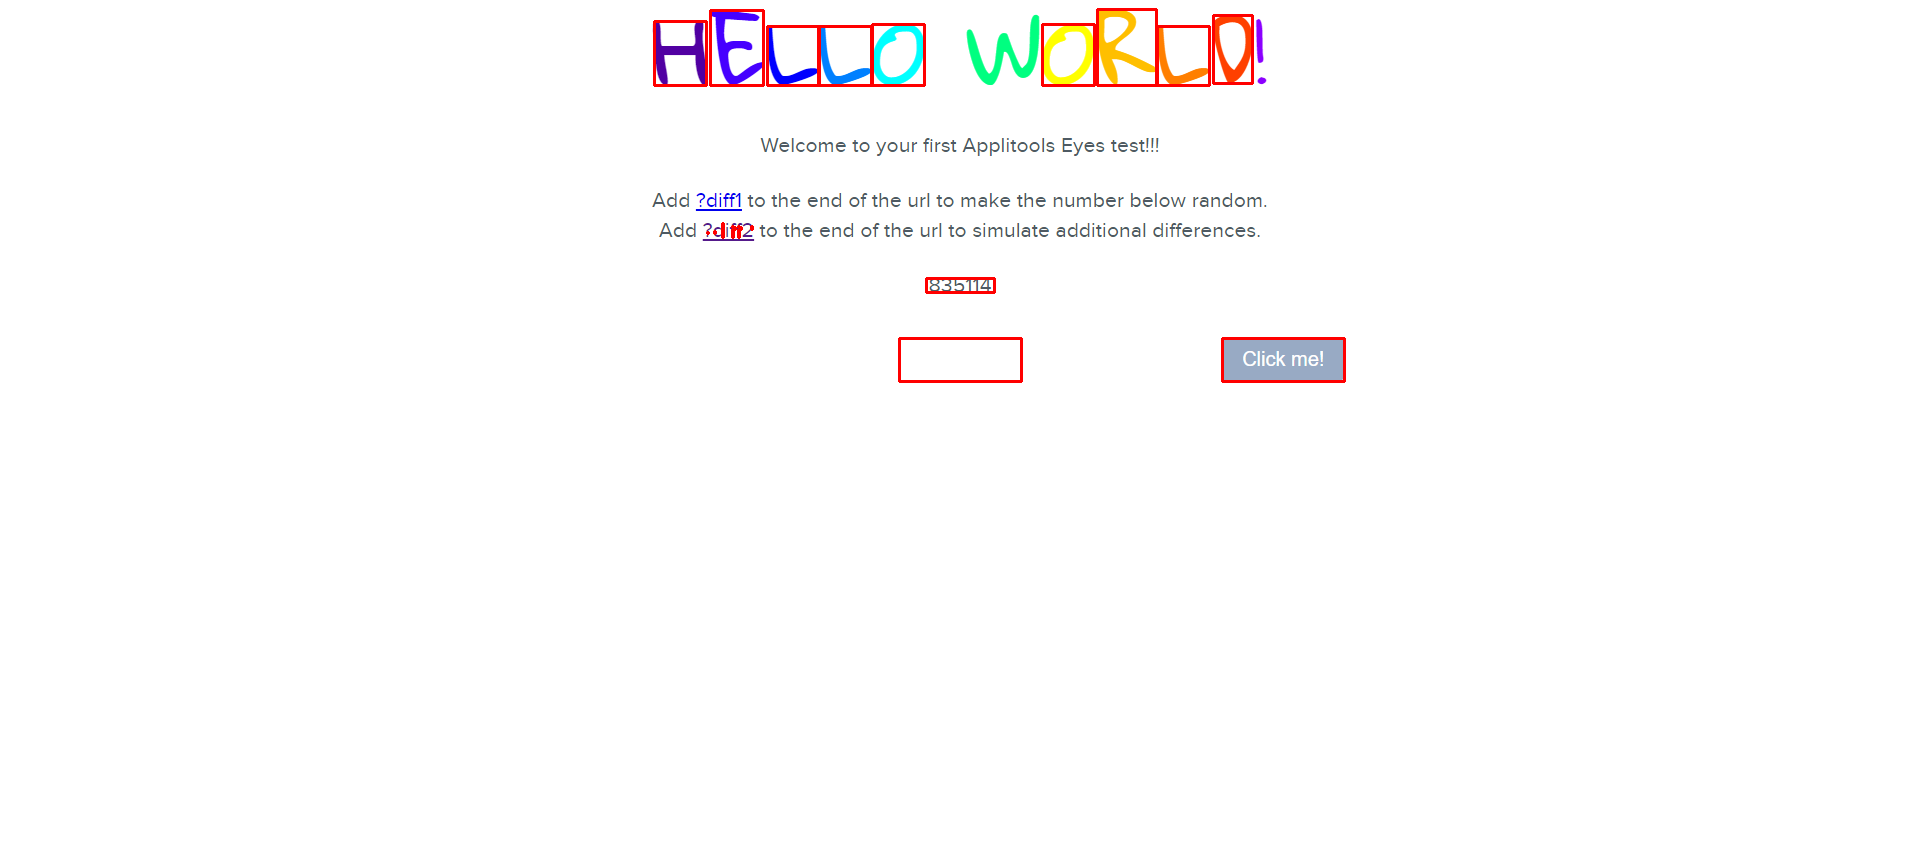 HELLO WORLD!
Welcome to your first Applitools Eyes test!!!
Add ?diff1 to the end of the url to make the number below random.
Add ?diff2 to the end of the url to simulate additional differences.
835114
Click me!